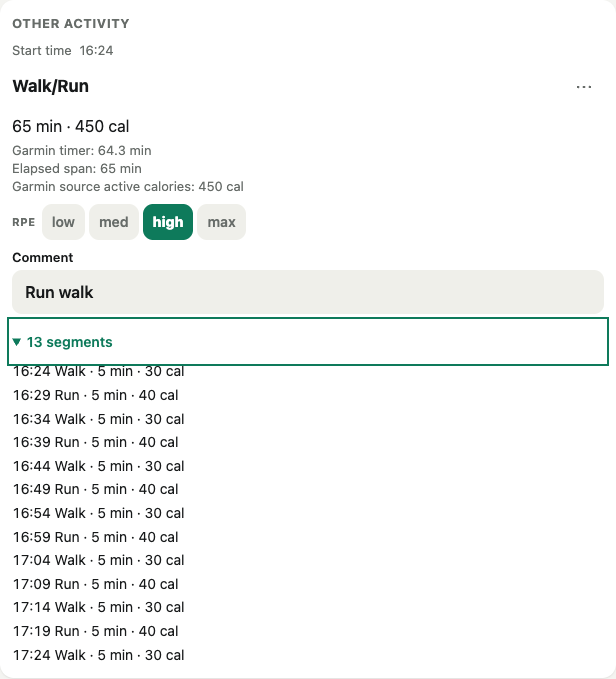 OTHER ACTIVITY
Start time 16:24
Walk/Run
...
65 min · 450 cal
Garmin timer: 64.3 min
Elapsed span: 65 min
Garmin source active calories: 450 cal
RPE low med high max
Comment
Run walk
▼ 13 segments
16:24 Walk · 5 min · 30 cal
16:29 Run · 5 min · 40 cal
16:34 Walk · 5 min · 30 cal
16:39 Run · 5 min · 40 cal
16:44 Walk · 5 min · 30 cal
16:49 Run · 5 min · 40 cal
16:54 Walk · 5 min · 30 cal
16:59 Run · 5 min · 40 cal
17:04 Walk · 5 min · 30 cal
17:09 Run · 5 min · 40 cal
17:14 Walk · 5 min · 30 cal
17:19 Run · 5 min · 40 cal
17:24 Walk · 5 min · 30 cal